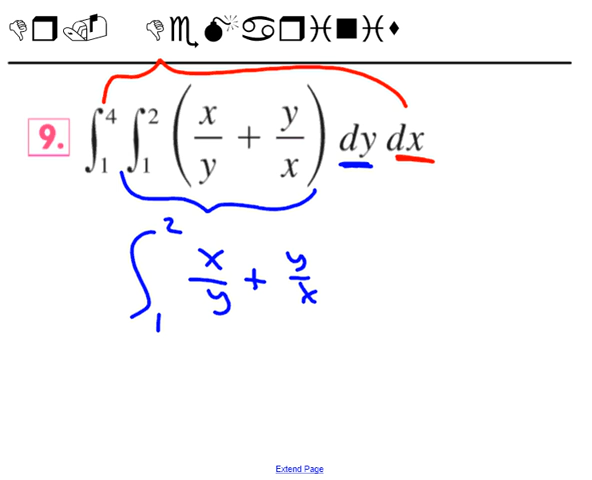 9. ∫₁⁴ ∫₁² (x/y + y/x) dy dx
∫₁² x/y + y/x
Extend Page